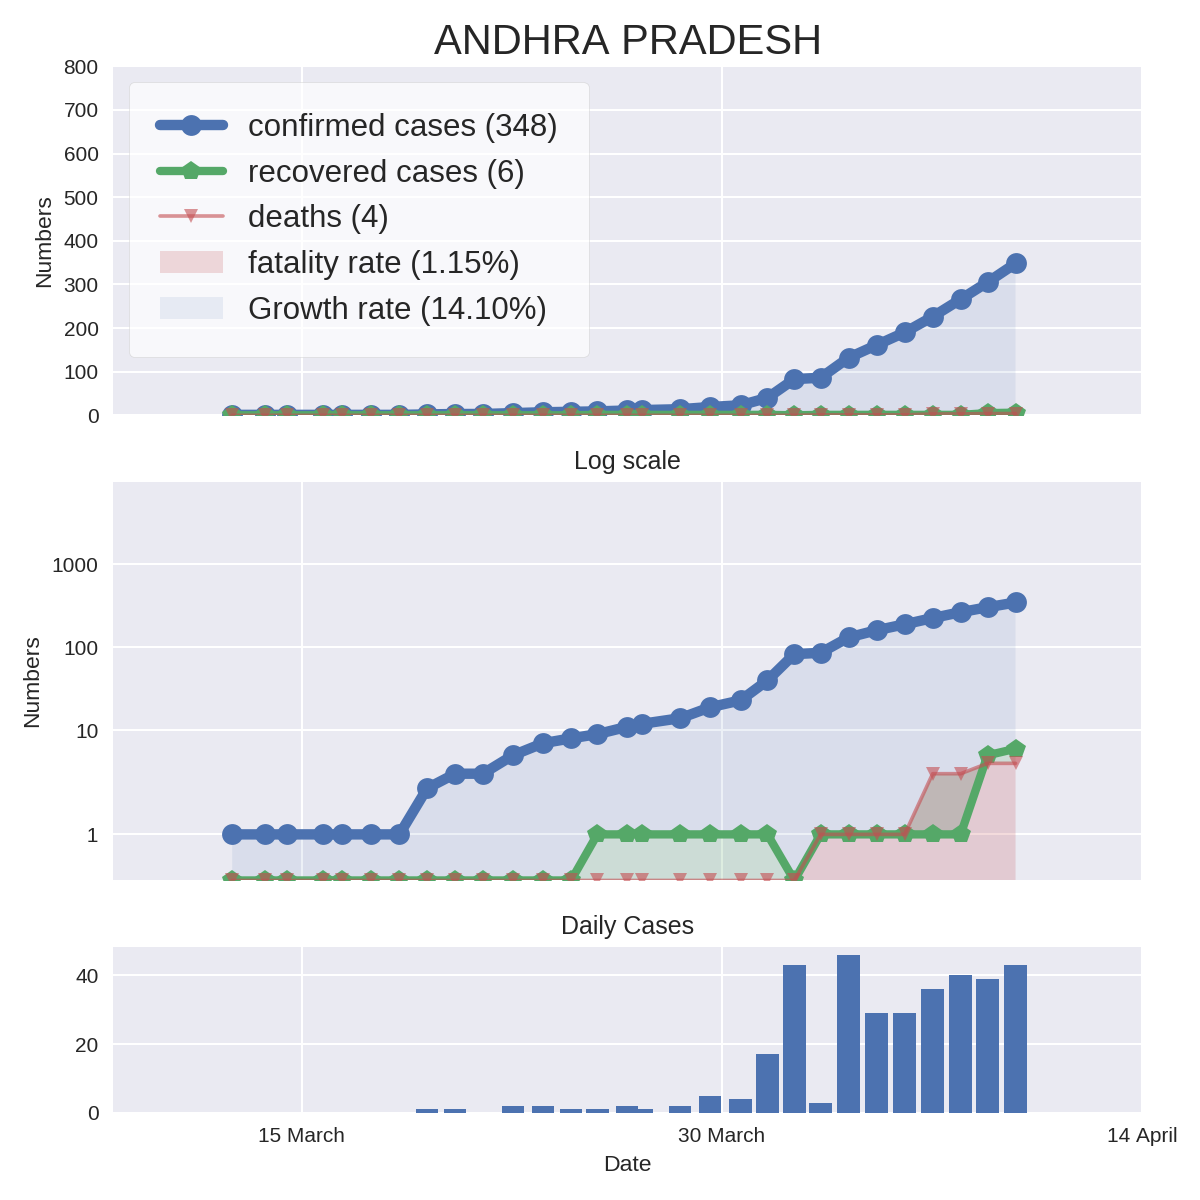 ANDHRA PRADESH
800
700
600
500
400
300
200
100
0
Numbers
confirmed cases (348)
recovered cases (6)
deaths (4)
fatality rate (1.15%)
Growth rate (14.10%)
Log scale
1000
100
10
1
Numbers
Daily Cases
40
20
0
15 March
30 March
14 April
Date